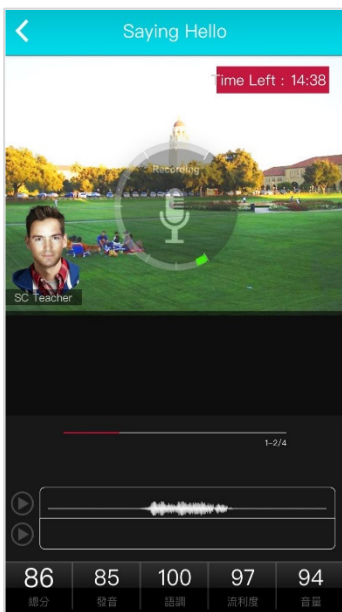 Saying Hello
Time Left : 14:38
Recording
SC Teacher
1-2/4
86 85 100 97 94
總分 發音 語調 流利度 音量